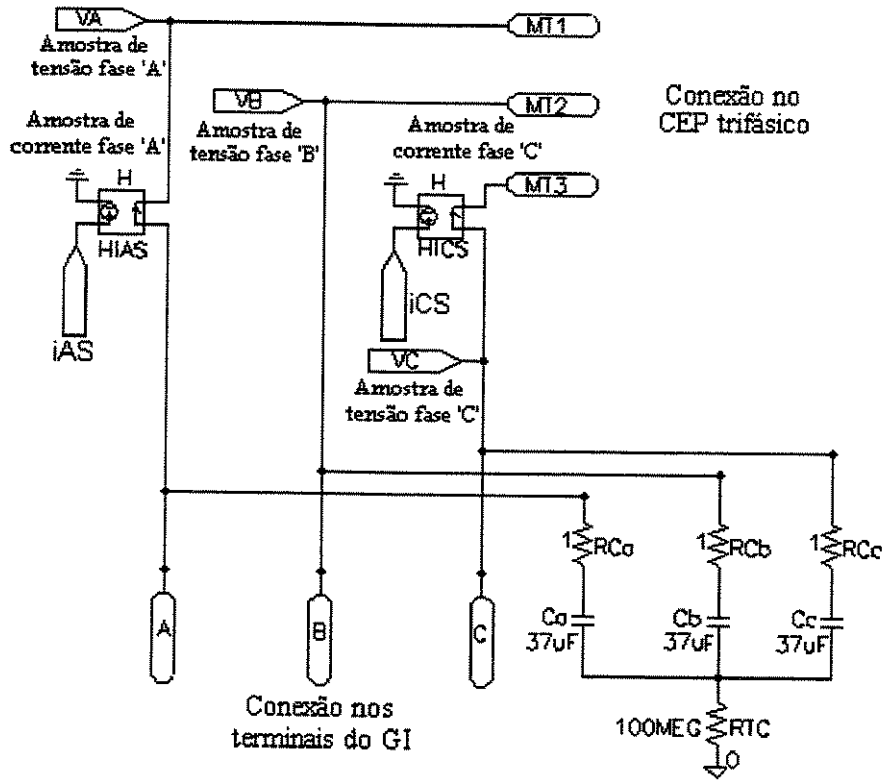 VA
MT1
Amostra de
tensão fase 'A'
VB
MT2
Conexão no
CEP trifásico
Amostra de
corrente fase 'A'
Amostra de
tensão fase 'B'
Amostra de
corrente fase 'C'
H
H
MT3
HIAS
HICS
iAS
iCS
VC
Amostra de
tensão fase 'C'
1
RCa
1
RCb
1
RCc
A
B
C
Ca
37uF
Cb
37uF
Cc
37uF
Conexão nos
terminais do GI
100MEG
RTC
0